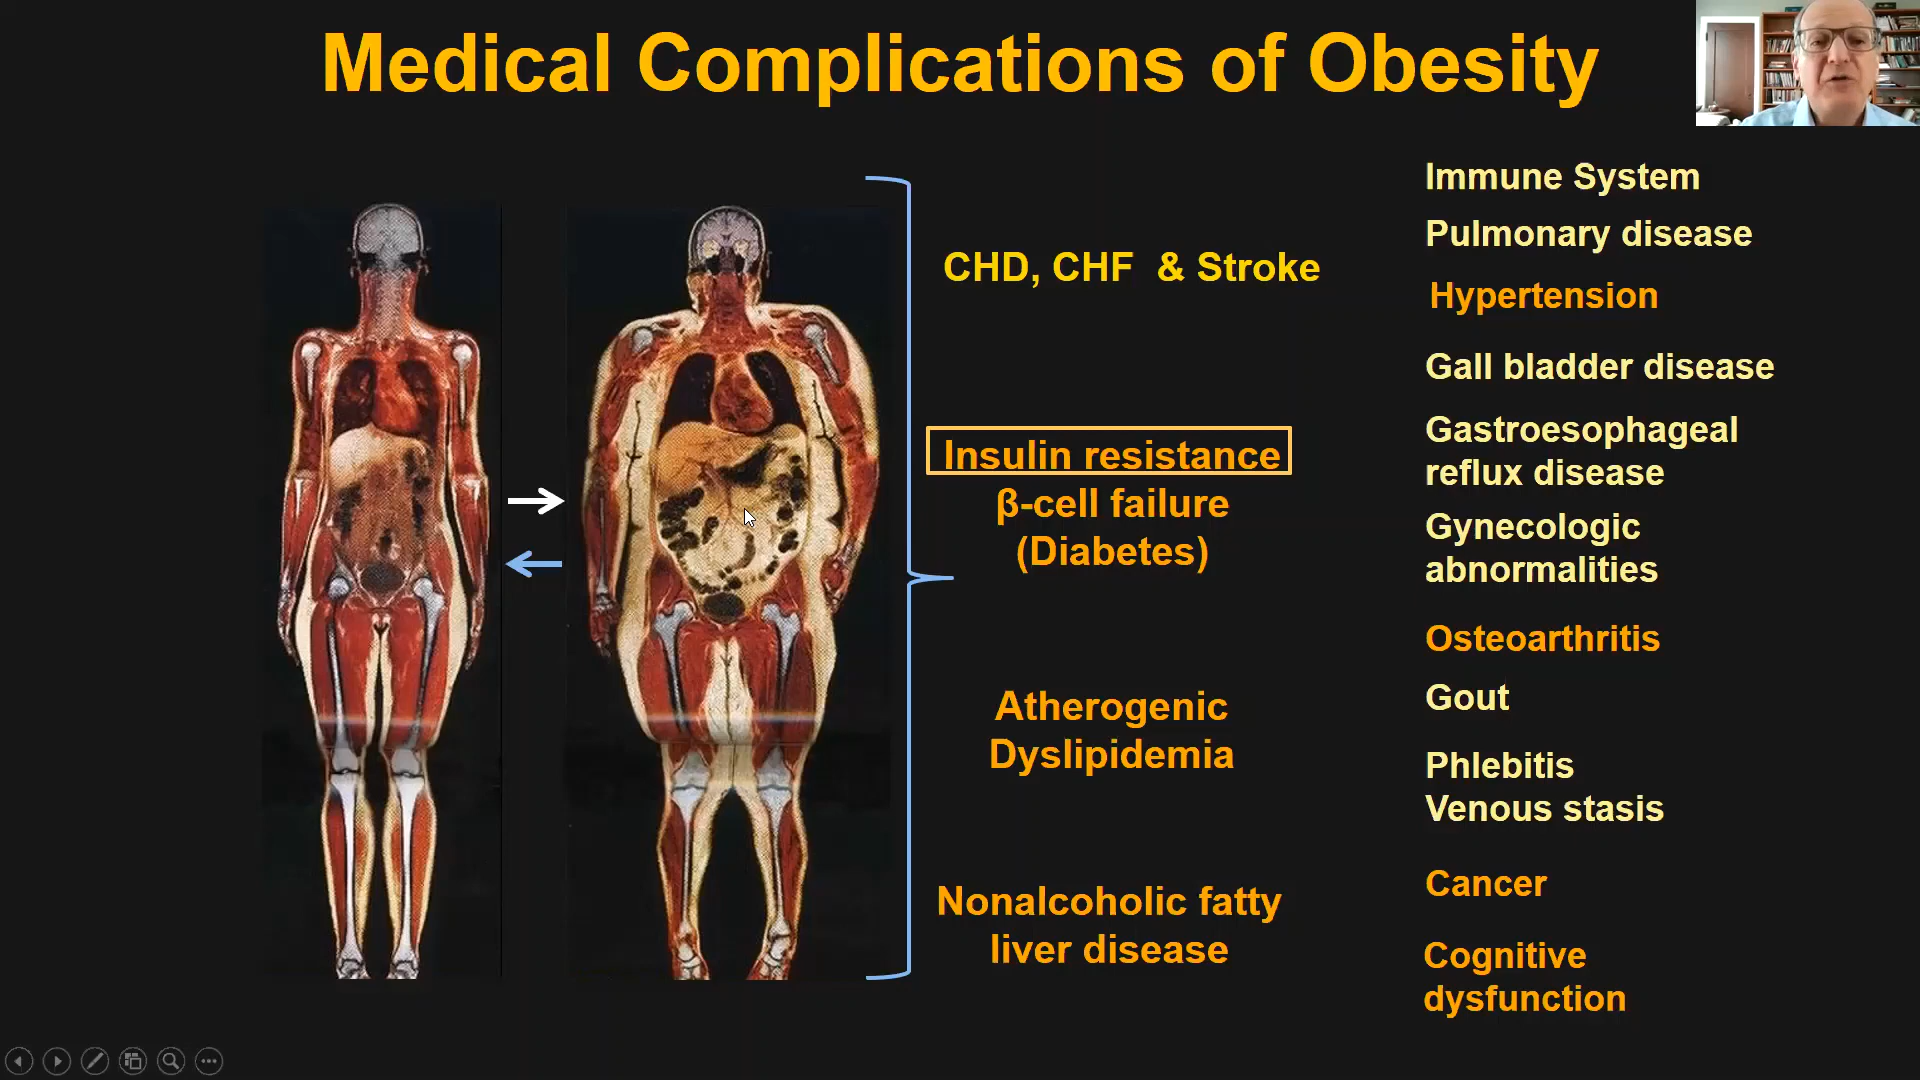 Medical Complications of Obesity
CHD, CHF & Stroke
Insulin resistance
β-cell failure
(Diabetes)
Atherogenic
Dyslipidemia
Nonalcoholic fatty
liver disease
Immune System
Pulmonary disease
Hypertension
Gall bladder disease
Gastroesophageal
reflux disease
Gynecologic
abnormalities
Osteoarthritis
Gout
Phlebitis
Venous stasis
Cancer
Cognitive
dysfunction